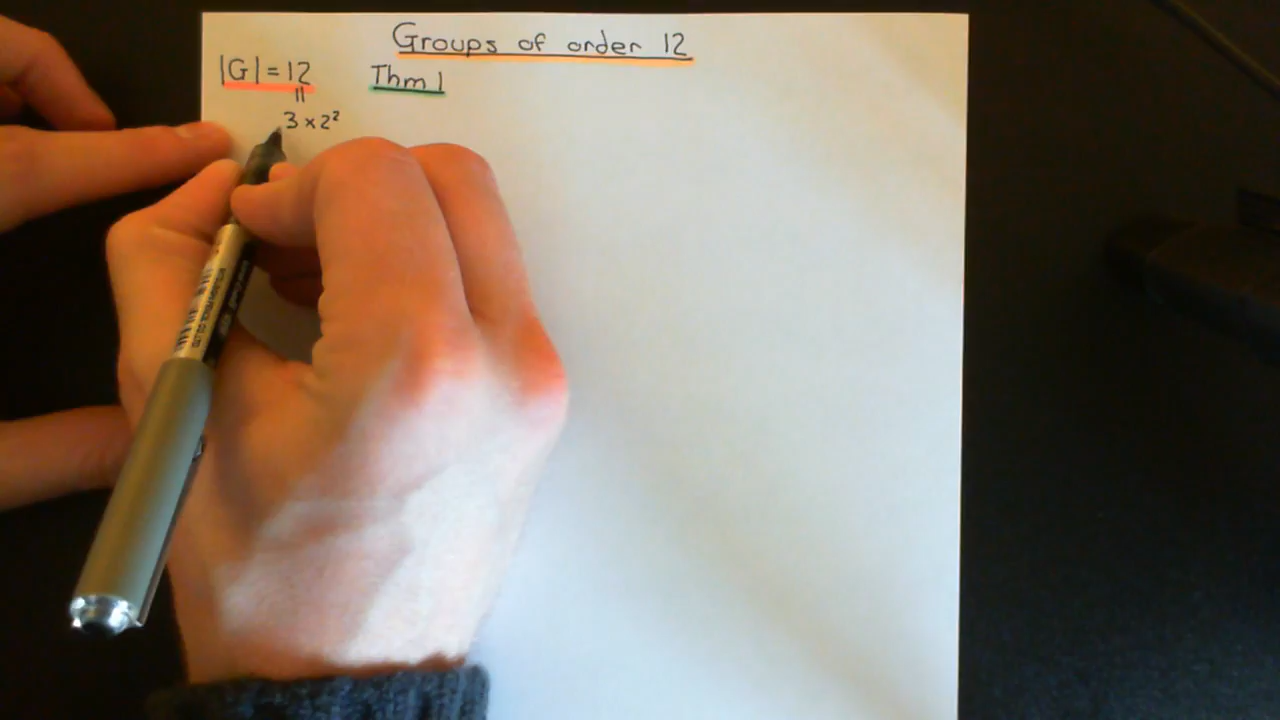 Groups of order 12
|G| = 12 Thm 1
||
3 × 2²